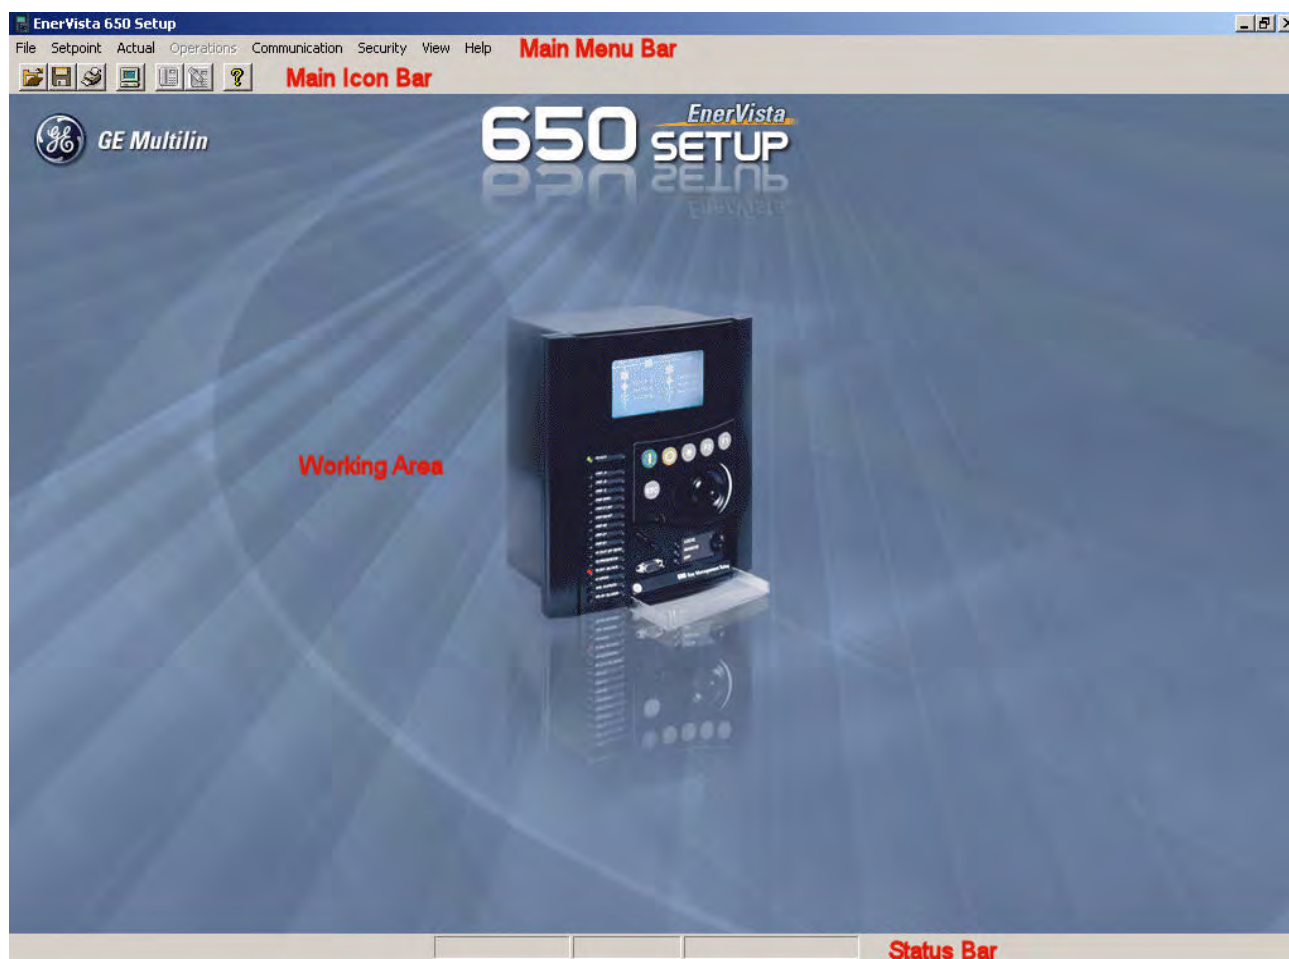 EnerVista 650 Setup
File Setpoint Actual Operations Communication Security View Help Main Menu Bar
Main Icon Bar
GE Multilin
650 EnerVista
SETUP
Working Area
Status Bar